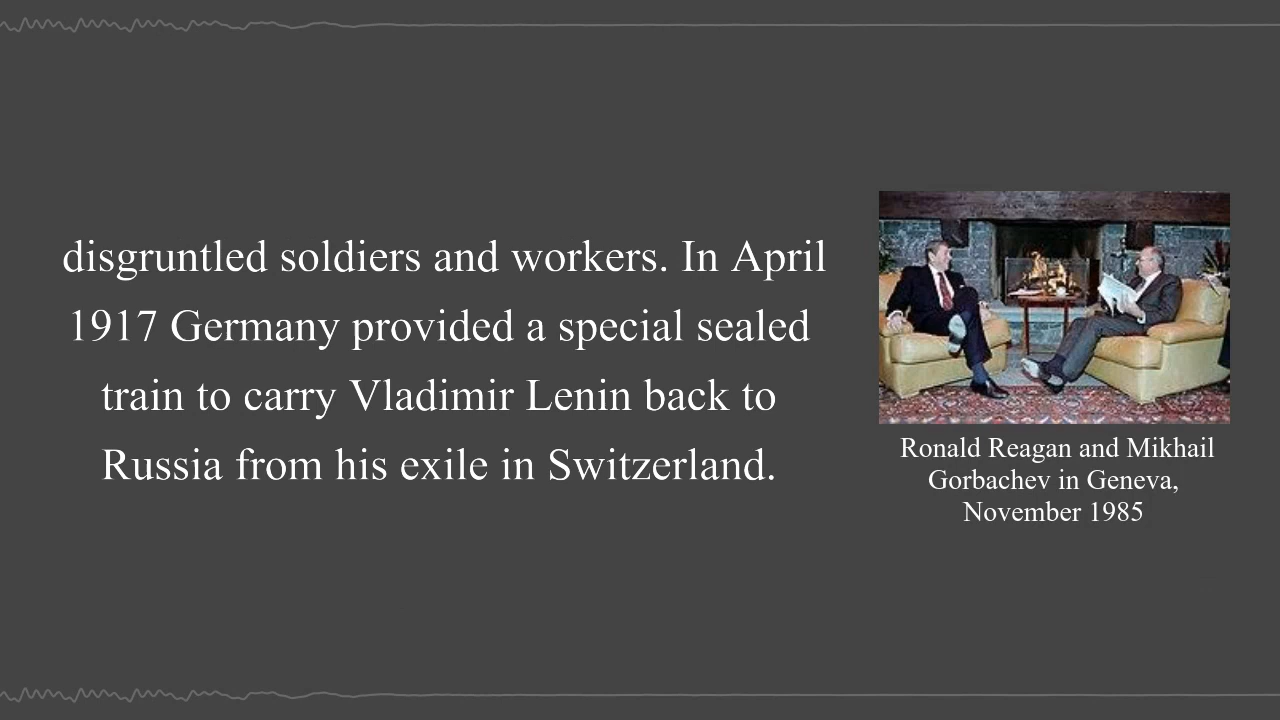 disgruntled soldiers and workers. In April
1917 Germany provided a special sealed
train to carry Vladimir Lenin back to
Russia from his exile in Switzerland.
Ronald Reagan and Mikhail
Gorbachev in Geneva,
November 1985